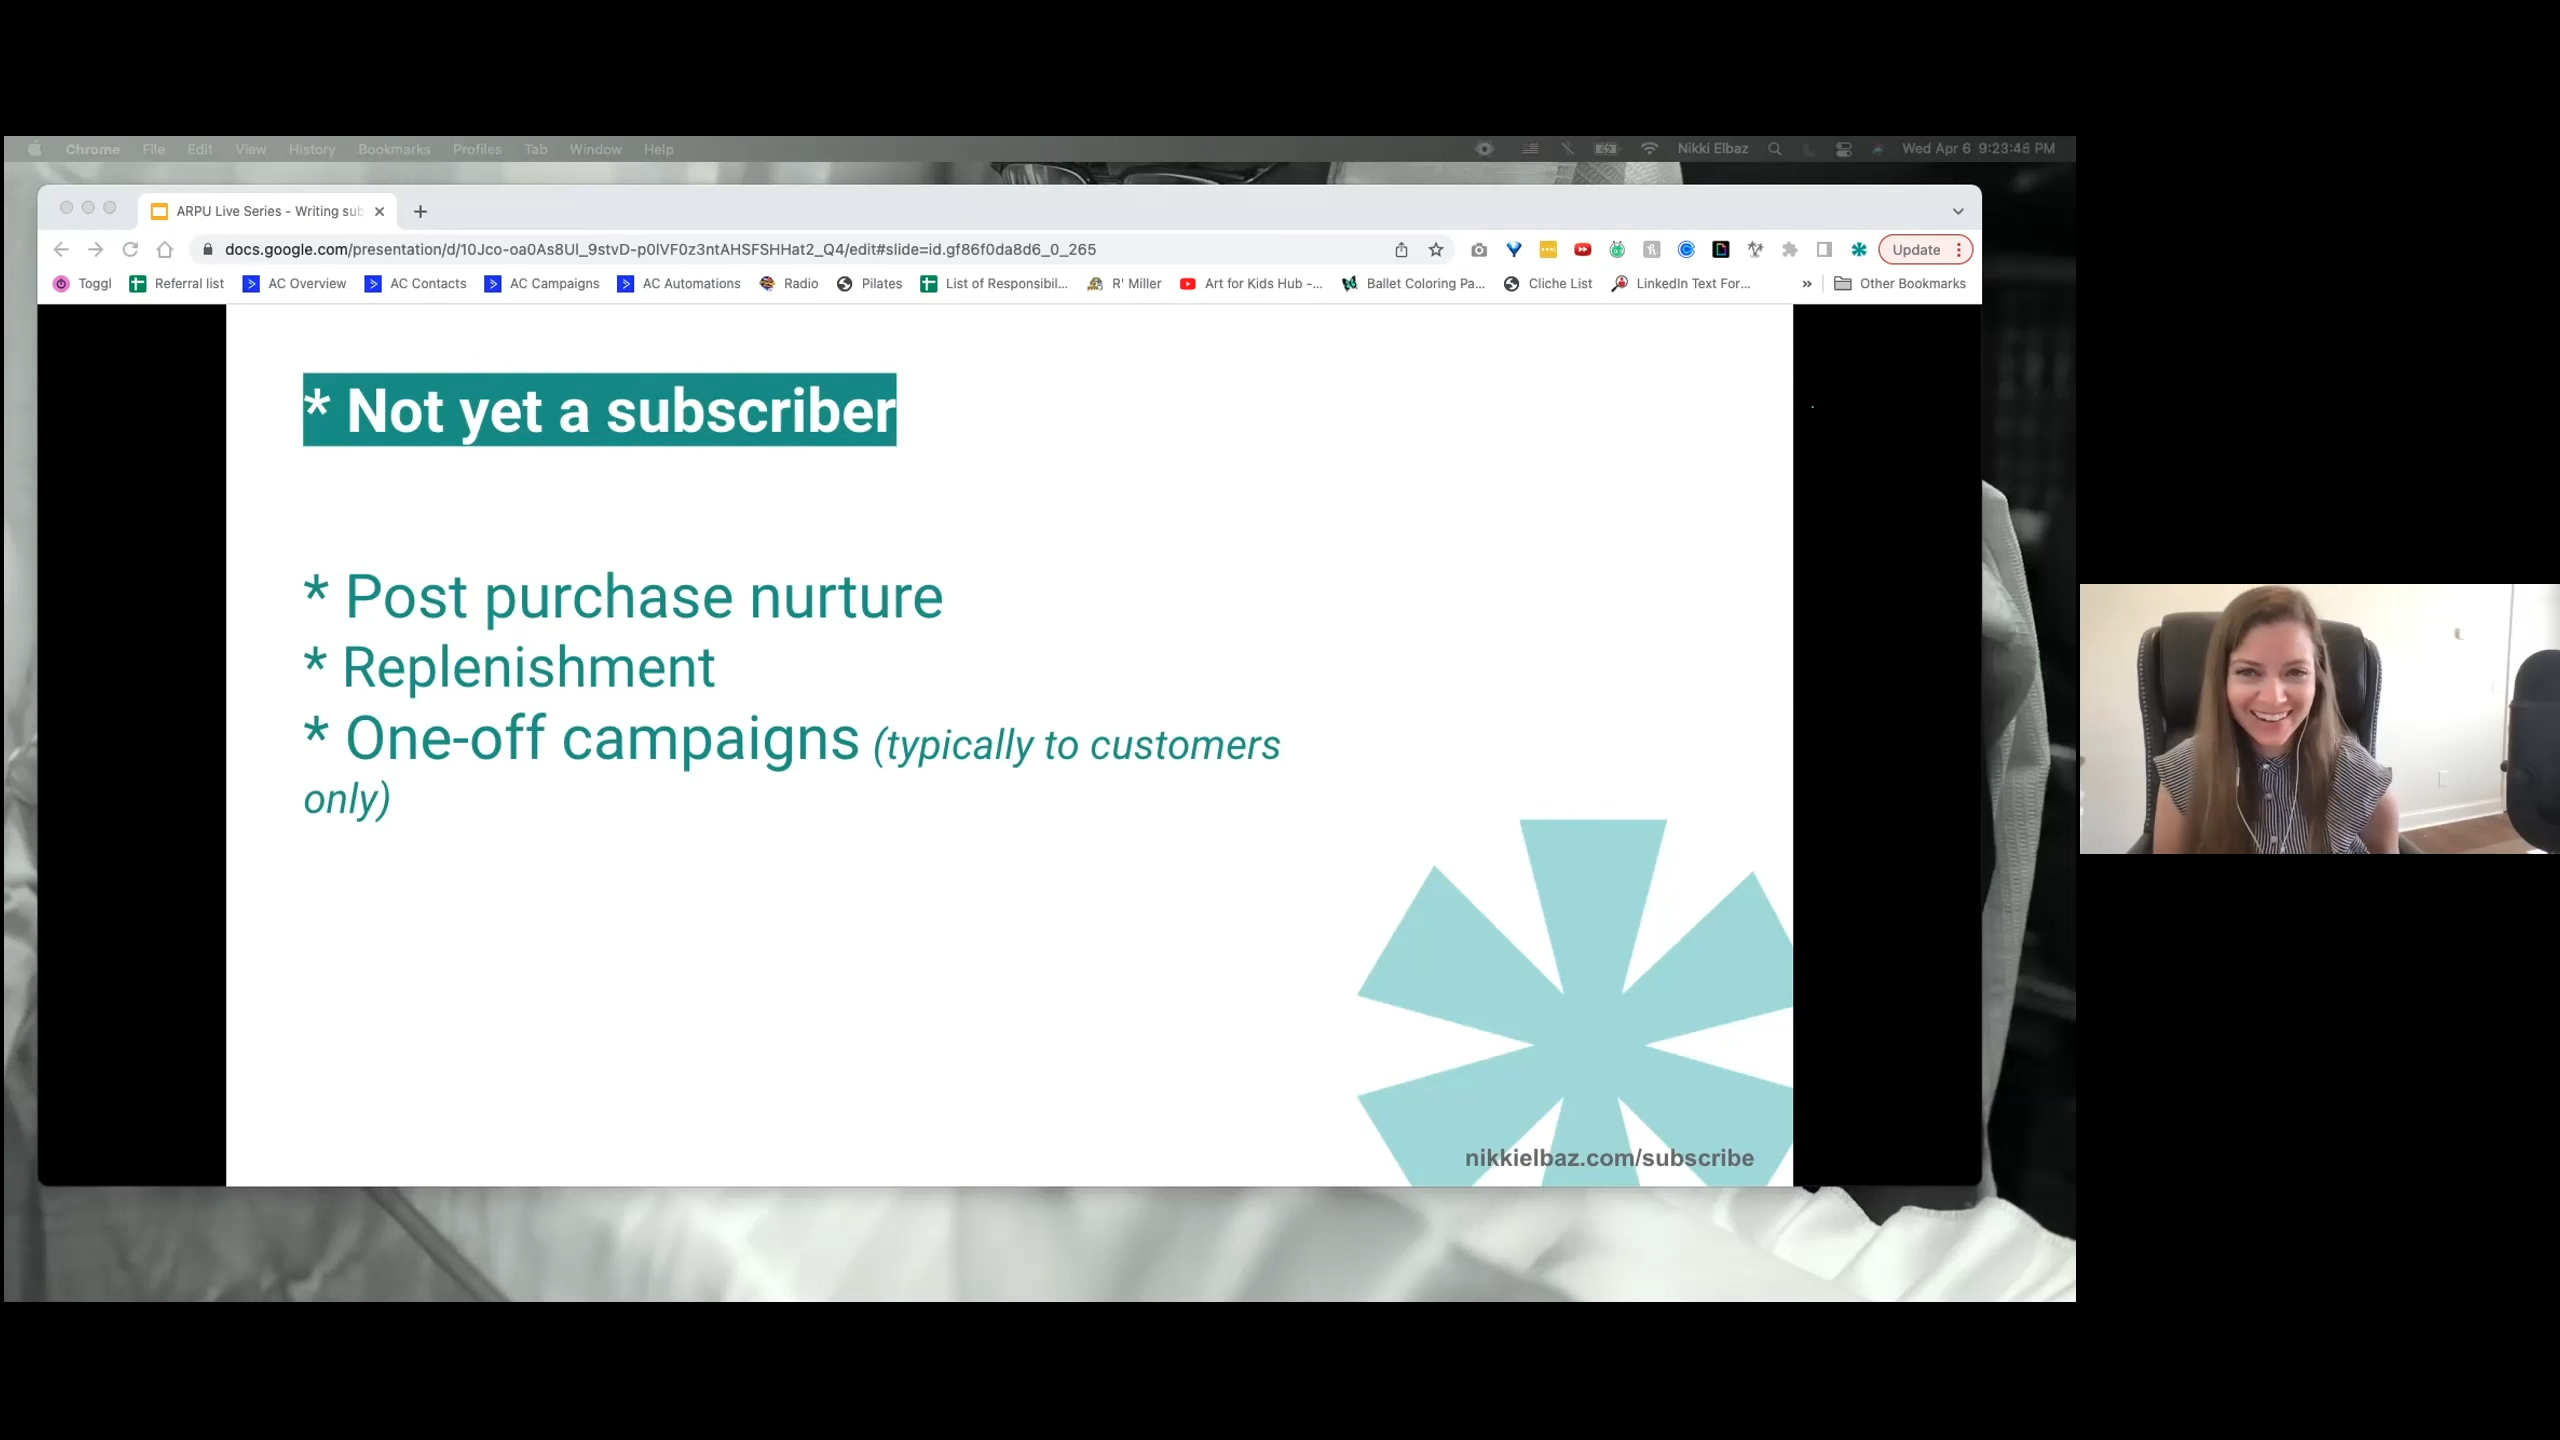 Chrome File Edit View History Bookmarks Profiles Tab Window Help Nikki Elbaz Wed Apr 6 9:23:46 PM
ARPU Live Series - Writing sub
docs.google.com/presentation/d/10Jco-oa0As8Ul_9stvD-p0lVF0z3ntAHSFSHHat2_Q4/edit#slide=id.gf86f0da8d6_0_265 Update
Toggl Referral list AC Overview AC Contacts AC Campaigns AC Automations Radio Pilates List of Responsibil... R' Miller Art for Kids Hub -... Ballet Coloring Pa... Cliche List LinkedIn Text For... » Other Bookmarks
* Not yet a subscriber
* Post purchase nurture
* Replenishment
* One-off campaigns (typically to customers
only)
nikkielbaz.com/subscribe